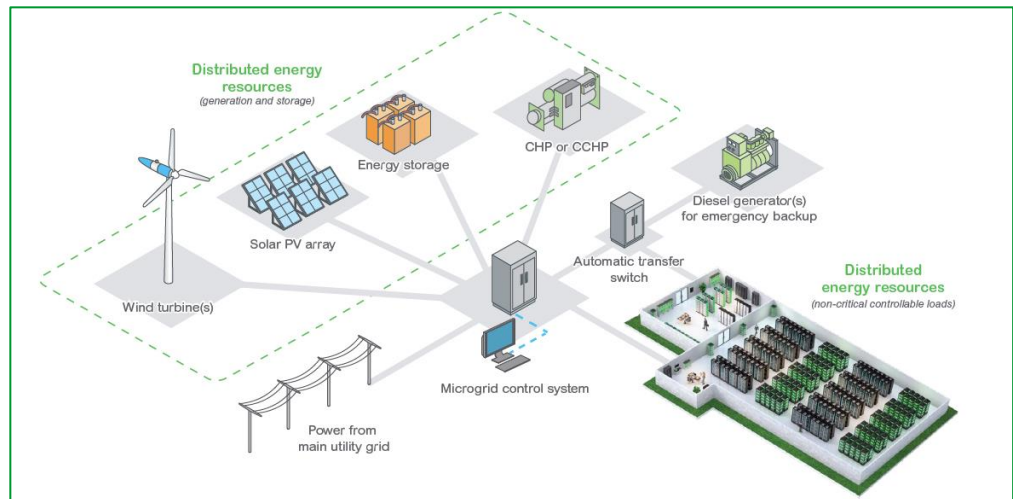 Distributed energy
resources
(generation and storage)
Energy storage
CHP or CCHP
Diesel generator(s)
for emergency backup
Solar PV array
Automatic transfer
switch
Distributed
energy resources
(non-critical controllable loads)
Wind turbine(s)
Microgrid control system
Power from
main utility grid